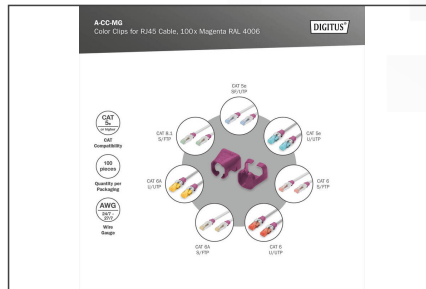 A-CC-MG
Color Clips for RJ45 Cable, 100x Magenta RAL 4006
DIGITUS®
CAT 5e
SF/UTP
CAT
5e
or higher
CAT
Compatibility
CAT 8.1
S/FTP
CAT 5e
U/UTP
100
pieces
Quantity per
Packaging
CAT 6A
U/UTP
CAT 6
S/FTP
AWG
24/7 -
27/7
Wire
Gauge
CAT 6A
S/FTP
CAT 6
U/UTP